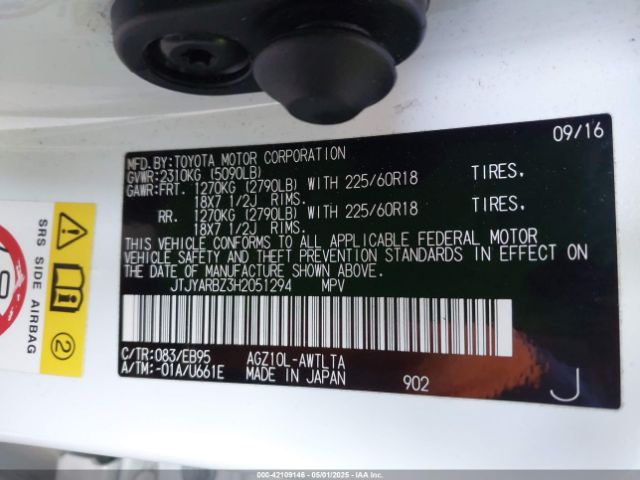 09/16
MFD.BY:TOYOTA MOTOR CORPORATION
GVWR:2310KG (5090LB)
GAWR:FRT. 1270KG (2790LB) WITH 225/60R18 TIRES,
18X7 1/2J RIMS.
RR. 1270KG (2790LB) WITH 225/60R18 TIRES,
18X7 1/2J RIMS.
THIS VEHICLE CONFORMS TO ALL APPLICABLE FEDERAL MOTOR
VEHICLE SAFETY AND THEFT PREVENTION STANDARDS IN EFFECT ON
THE DATE OF MANUFACTURE SHOWN ABOVE.
JTJYARBZ3H2051294 MPV
C/TR:083/EB95 AGZ10L-AWTLTA
A/TM:-01A/U661E MADE IN JAPAN 902 J
SRS SIDE AIRBAG
2
000-42109146 - 05/01/2025 - IAAI.COM